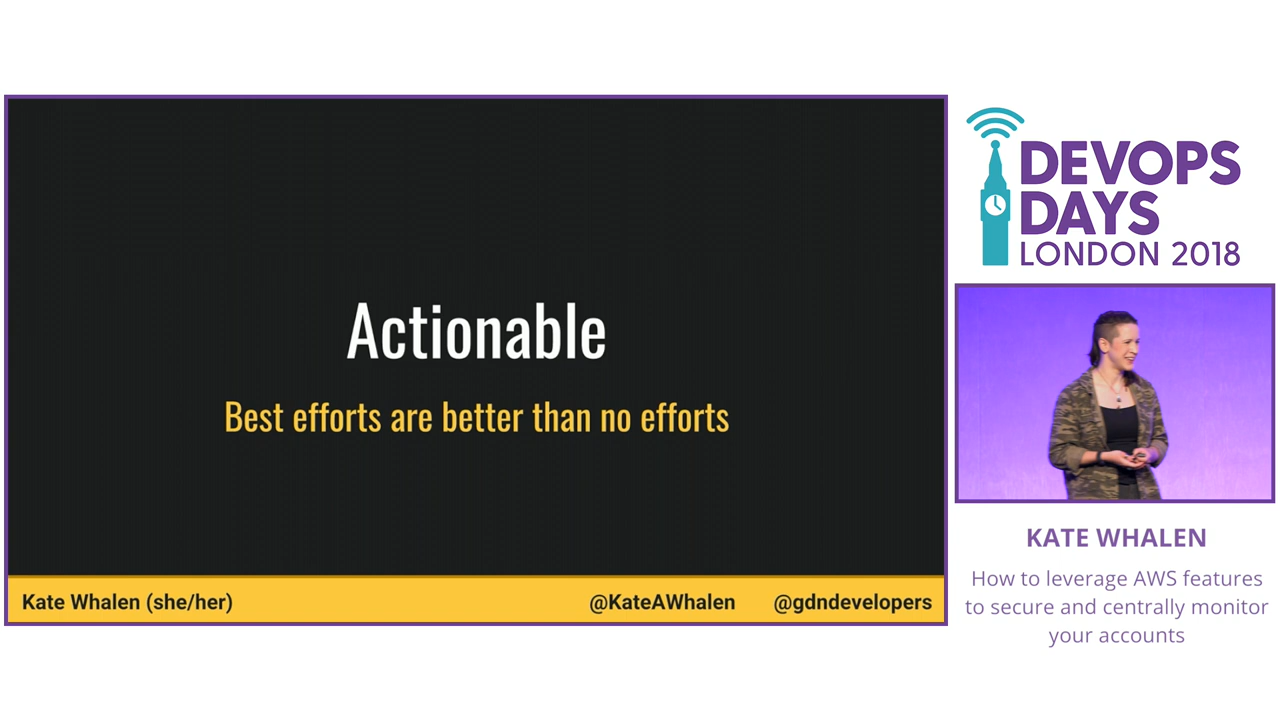 Actionable
Best efforts are better than no efforts
Kate Whalen (she/her) @KateAWhalen @gdndevelopers
DEVOPS
DAYS
LONDON 2018
KATE WHALEN
How to leverage AWS features
to secure and centrally monitor
your accounts